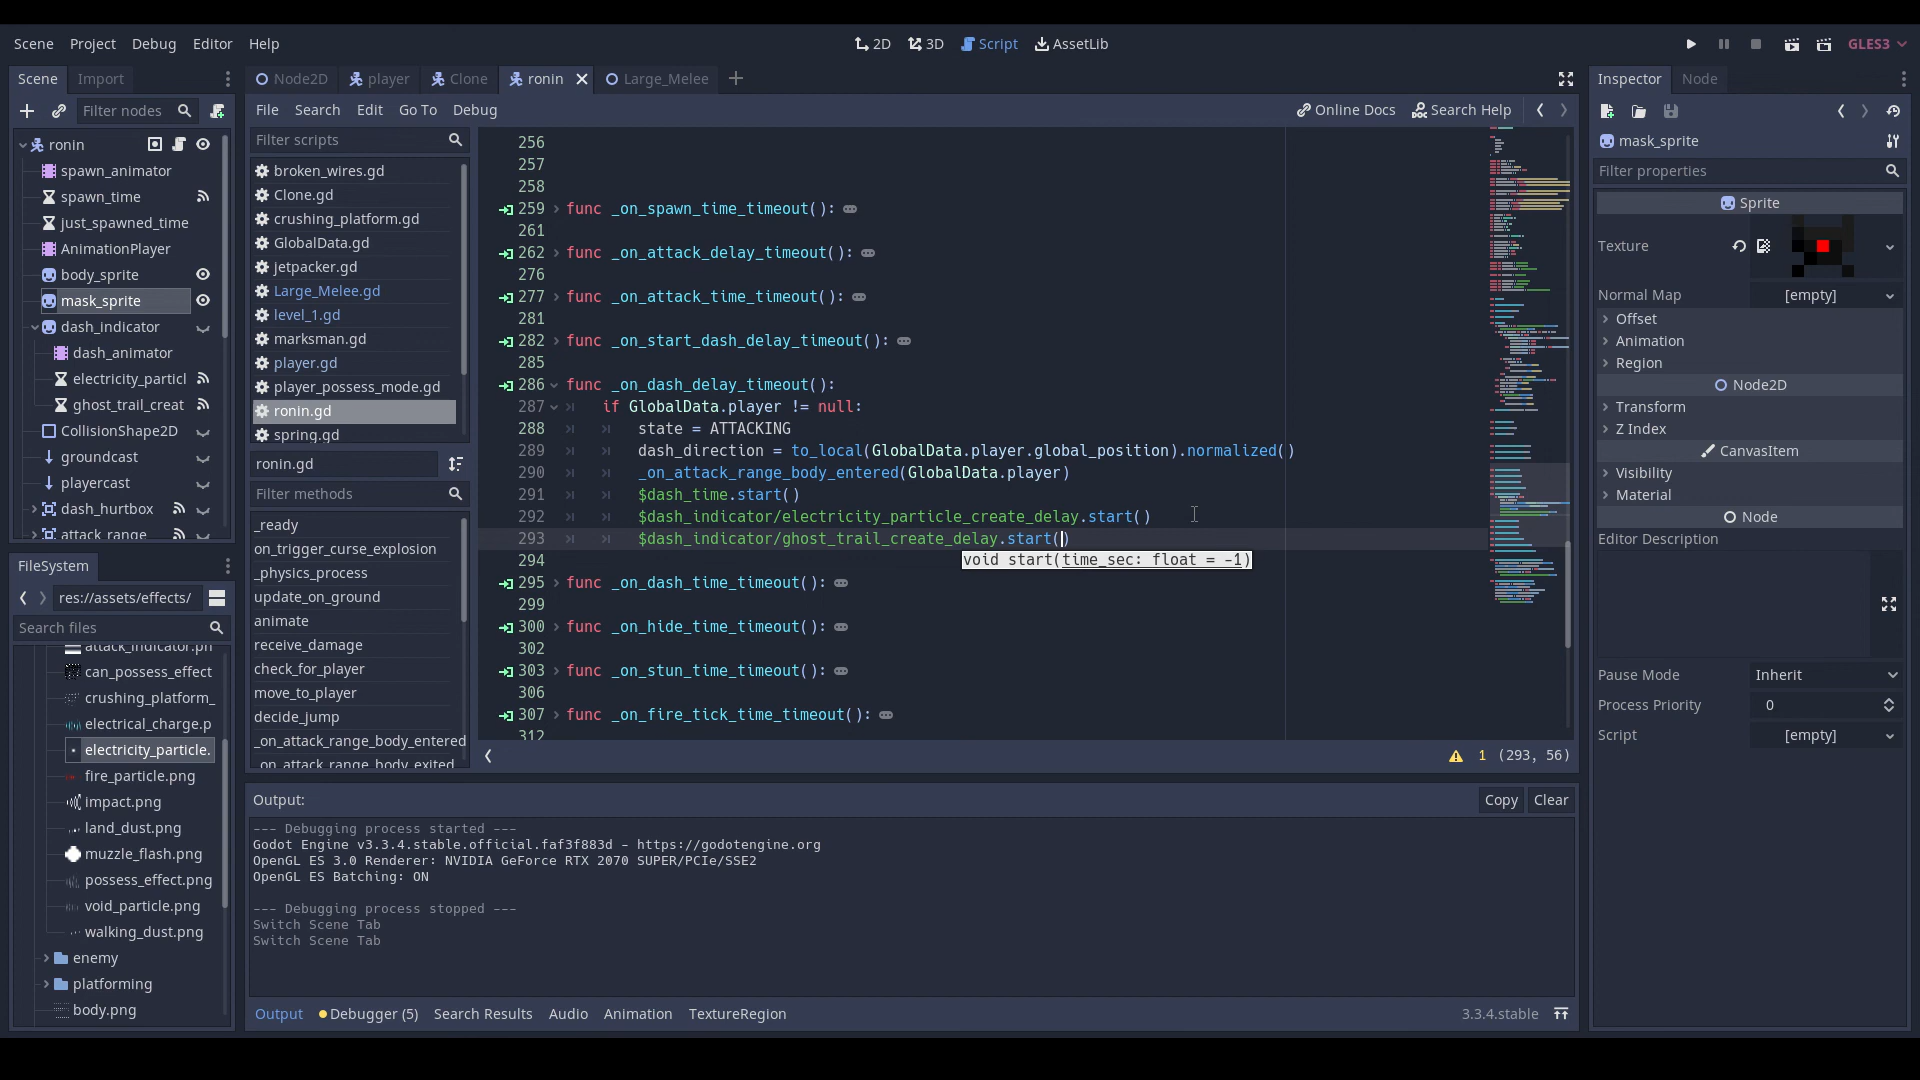 Scene Project Debug Editor Help
2D 3D Script AssetLib
GLES3
Scene Import
Node2D player Clone ronin Large_Melee
Inspector Node
Filter nodes
File Search Edit Go To Debug
Online Docs Search Help
ronin
spawn_animator
spawn_time
just_spawned_time
AnimationPlayer
body_sprite
mask_sprite
dash_indicator
dash_animator
electricity_particl
ghost_trail_creat
CollisionShape2D
groundcast
playercast
dash_hurtbox
attack_range
FileSystem
res://assets/effects/
Search files
attack_indicator.pn
can_possess_effect
crushing_platform_
electrical_charge.p
electricity_particle.
fire_particle.png
impact.png
land_dust.png
muzzle_flash.png
possess_effect.png
void_particle.png
walking_dust.png
enemy
platforming
body.png
Filter scripts
broken_wires.gd
Clone.gd
crushing_platform.gd
GlobalData.gd
jetpacker.gd
Large_Melee.gd
level_1.gd
marksman.gd
player.gd
player_possess_mode.gd
ronin.gd
spring.gd
ronin.gd
Filter methods
_ready
on_trigger_curse_explosion
_physics_process
update_on_ground
animate
receive_damage
check_for_player
move_to_player
decide_jump
_on_attack_range_body_entered
_on_attack_range_body_exited
256
257
258
259 func _on_spawn_time_timeout():
261
262 func _on_attack_delay_timeout():
276
277 func _on_attack_time_timeout():
281
282 func _on_start_dash_delay_timeout():
285
286 func _on_dash_delay_timeout():
287 if GlobalData.player != null:
288 state = ATTACKING
289 dash_direction = to_local(GlobalData.player.global_position).normalized()
290 _on_attack_range_body_entered(GlobalData.player)
291 $dash_time.start()
292 $dash_indicator/electricity_particle_create_delay.start()
293 $dash_indicator/ghost_trail_create_delay.start()
294 void start(time_sec: float = -1)
295 func _on_dash_time_timeout():
299
300 func _on_hide_time_timeout():
302
303 func _on_stun_time_timeout():
306
307 func _on_fire_tick_time_timeout():
312
1 (293, 56)
Output:
Copy Clear
--- Debugging process started ---
Godot Engine v3.3.4.stable.official.faf3f883d - https://godotengine.org
OpenGL ES 3.0 Renderer: NVIDIA GeForce RTX 2070 SUPER/PCIe/SSE2
OpenGL ES Batching: ON
--- Debugging process stopped ---
Switch Scene Tab
Switch Scene Tab
Output Debugger (5) Search Results Audio Animation TextureRegion
3.3.4.stable
mask_sprite
Filter properties
Sprite
Texture
Normal Map [empty]
Offset
Animation
Region
Node2D
Transform
Z Index
CanvasItem
Visibility
Material
Node
Editor Description
Pause Mode Inherit
Process Priority 0
Script [empty]